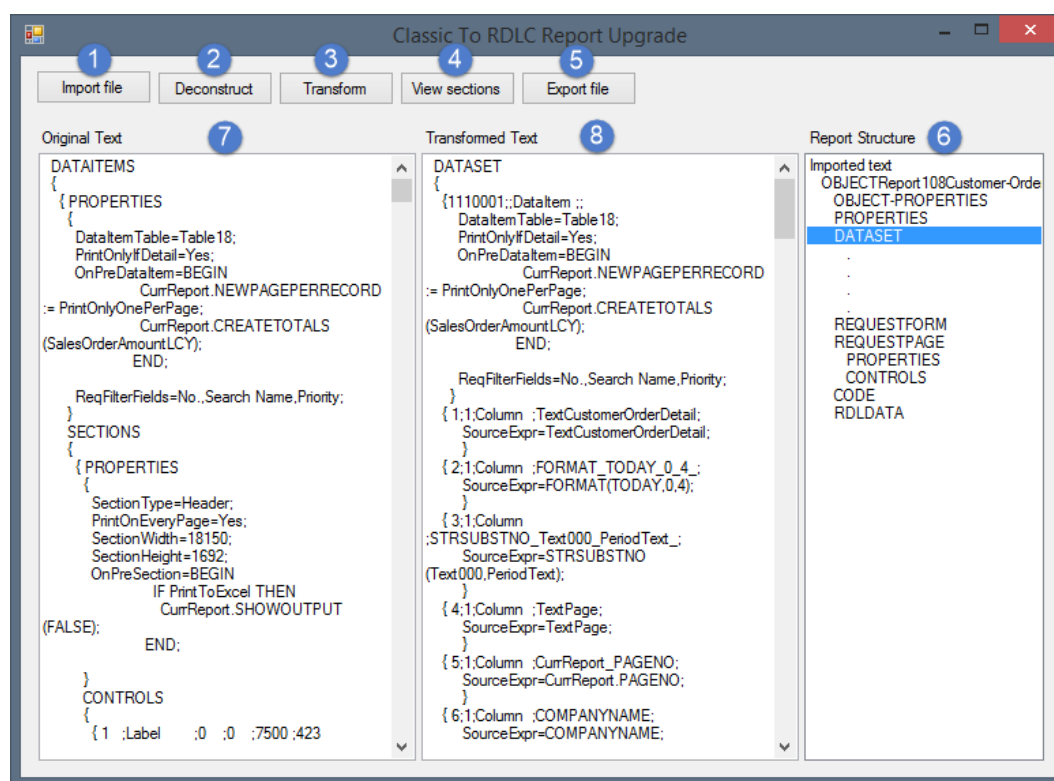 Classic To RDLC Report Upgrade
1 2 3 4 5
Import file Deconstruct Transform View sections Export file
Original Text 7
DATAITEMS
{
{ PROPERTIES
{
DataItemTable=Table18;
PrintOnlyIfDetail=Yes;
OnPreDataItem=BEGIN
CurrReport.NEWPAGEPERRECORD
:= PrintOnlyOnePerPage;
CurrReport.CREATETOTALS
(SalesOrderAmountLCY);
END;
ReqFilterFields=No.,Search Name,Priority;
}
SECTIONS
{
{ PROPERTIES
{
SectionType=Header;
PrintOnEveryPage=Yes;
SectionWidth=18150;
SectionHeight=1692;
OnPreSection=BEGIN
IF PrintToExcel THEN
CurrReport.SHOWOUTPUT
(FALSE);
END;
}
CONTROLS
{
{ 1 ;Label ;0 ;0 ;7500 ;423
Transformed Text 8
DATASET
{
{1110001;;DataItem ;;
DataItemTable=Table18;
PrintOnlyIfDetail=Yes;
OnPreDataItem=BEGIN
CurrReport.NEWPAGEPERRECORD
:= PrintOnlyOnePerPage;
CurrReport.CREATETOTALS
(SalesOrderAmountLCY);
END;
ReqFilterFields=No.,Search Name,Priority;
}
{ 1;1;Column ;TextCustomerOrderDetail;
SourceExpr=TextCustomerOrderDetail;
}
{ 2;1;Column ;FORMAT_TODAY_0_4_;
SourceExpr=FORMAT(TODAY,0,4);
}
{ 3;1;Column
;STRSUBSTNO_Text000_PeriodText_;
SourceExpr=STRSUBSTNO
(Text000,PeriodText);
}
{ 4;1;Column ;TextPage;
SourceExpr=TextPage;
}
{ 5;1;Column ;CurrReport_PAGENO;
SourceExpr=CurrReport.PAGENO;
}
{ 6;1;Column ;COMPANYNAME;
SourceExpr=COMPANYNAME;
Report Structure 6
Imported text
OBJECTReport108Customer-Orde
OBJECT-PROPERTIES
PROPERTIES
DATASET
.
.
.
.
REQUESTFORM
REQUESTPAGE
PROPERTIES
CONTROLS
CODE
RDLDATA